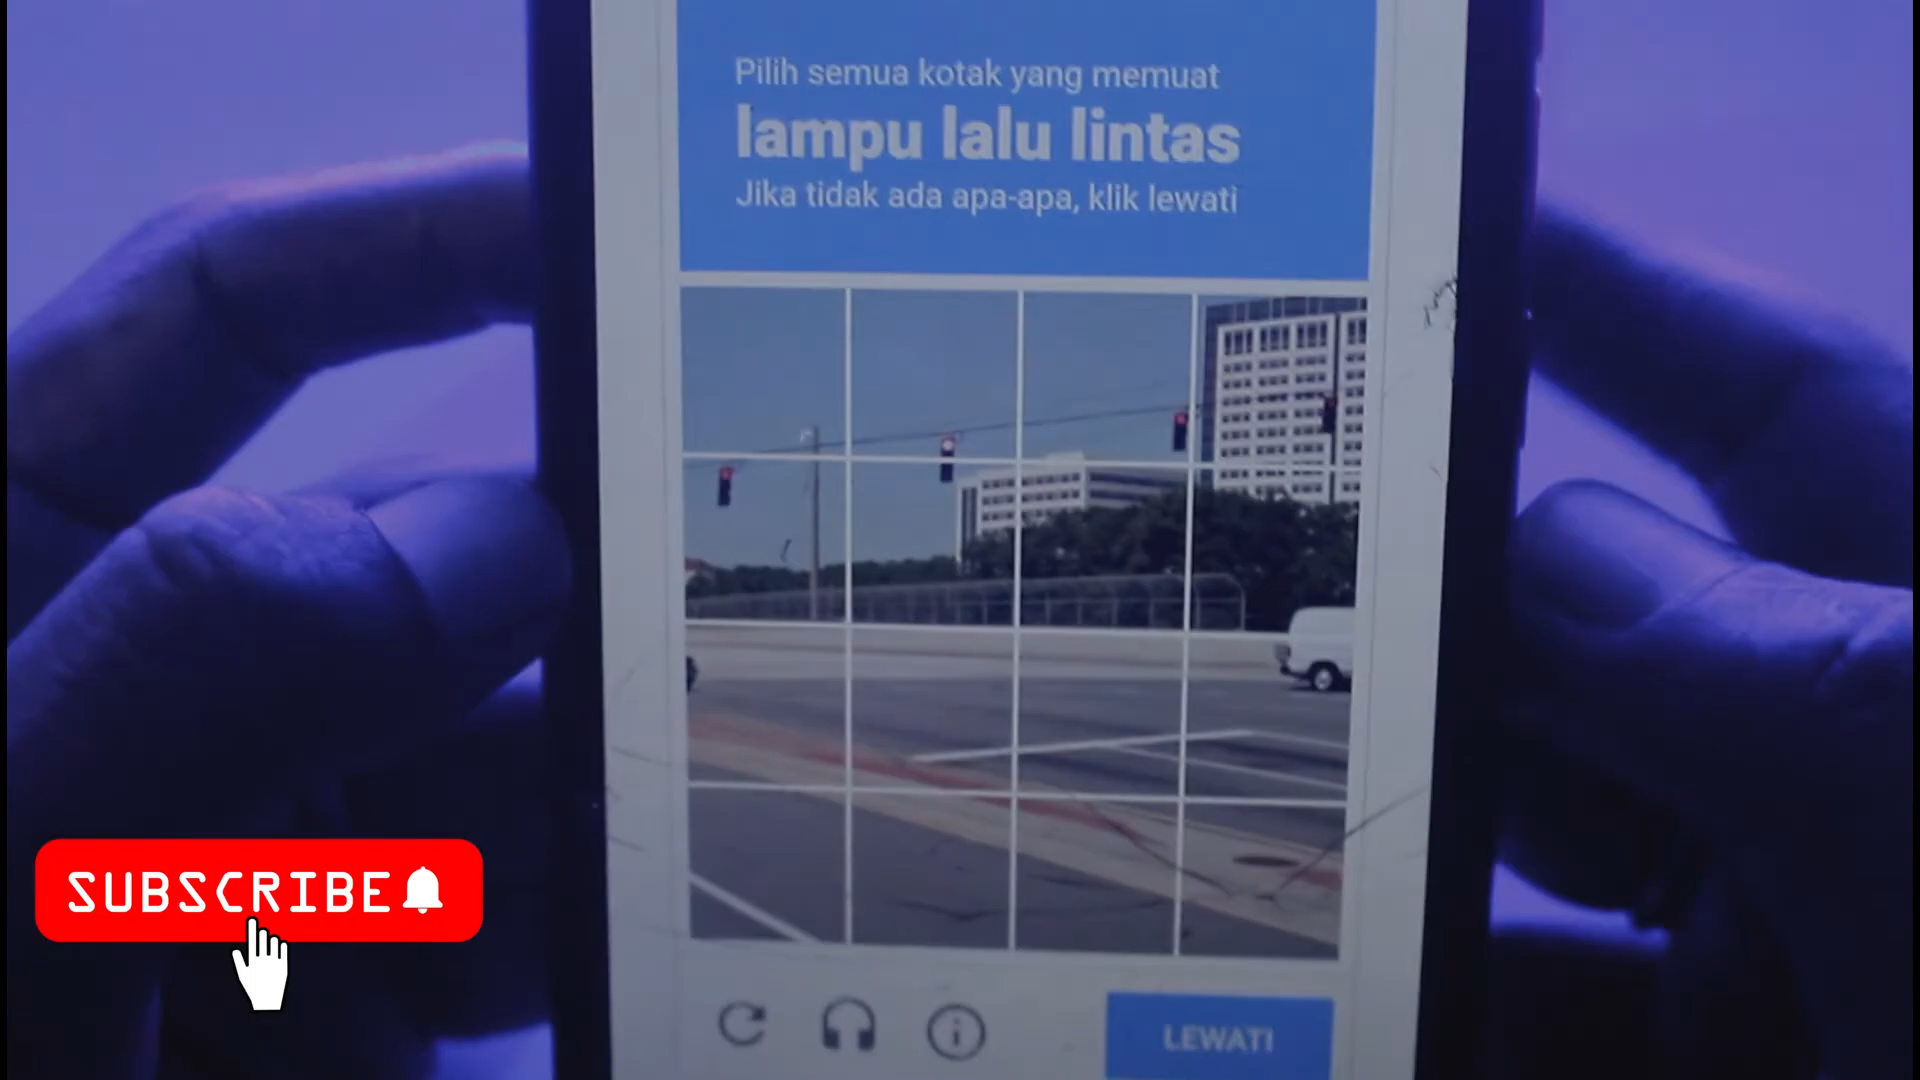 Pilih semua kotak yang memuat
lampu lalu lintas
Jika tidak ada apa-apa, klik lewati
SUBSCRIBE
LEWATI